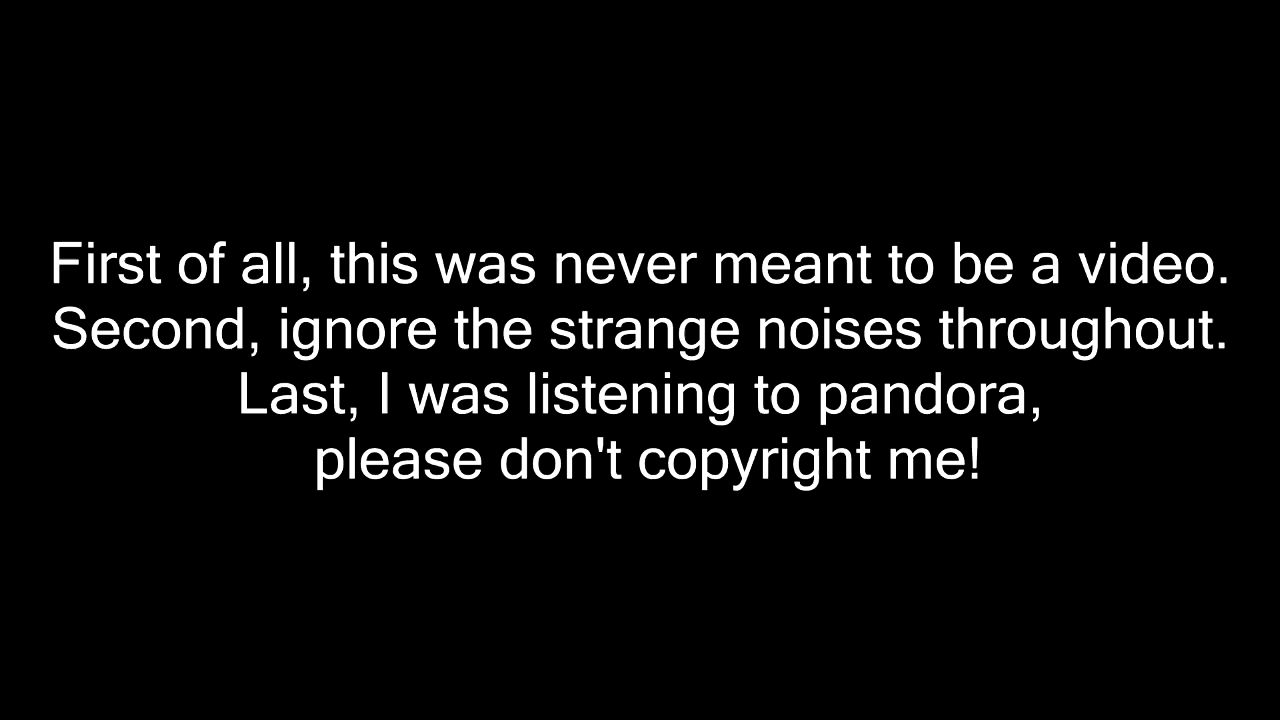 First of all, this was never meant to be a video.
Second, ignore the strange noises throughout.
Last, I was listening to pandora,
please don't copyright me!